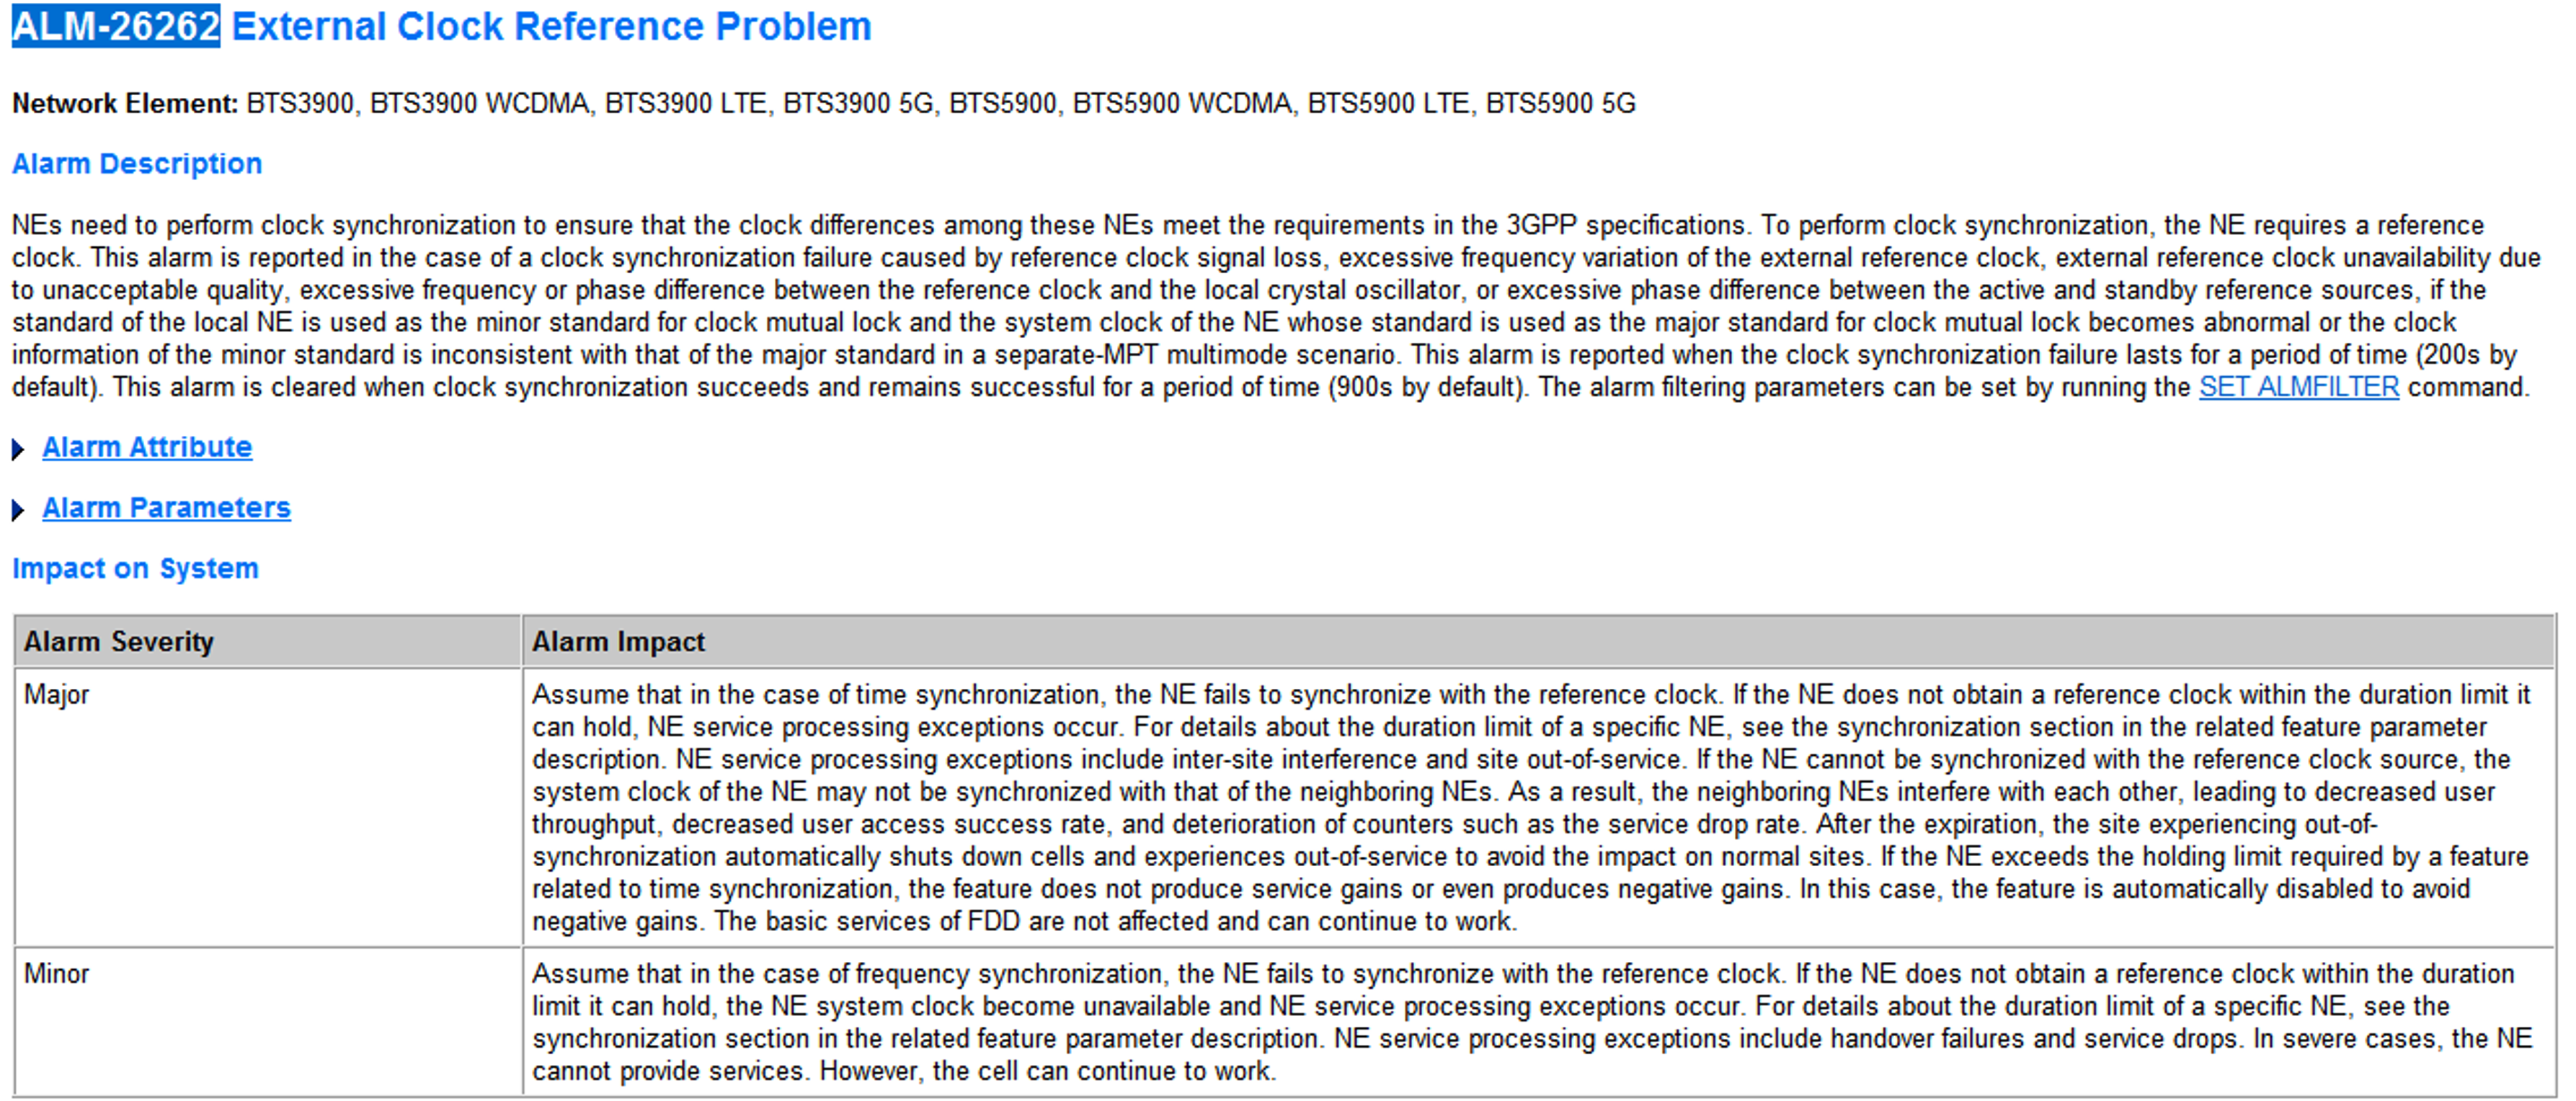 ALM-26262 External Clock Reference Problem
Network Element: BTS3900, BTS3900 WCDMA, BTS3900 LTE, BTS3900 5G, BTS5900, BTS5900 WCDMA, BTS5900 LTE, BTS5900 5G
Alarm Description
NEs need to perform clock synchronization to ensure that the clock differences among these NEs meet the requirements in the 3GPP specifications. To perform clock synchronization, the NE requires a reference
clock. This alarm is reported in the case of a clock synchronization failure caused by reference clock signal loss, excessive frequency variation of the external reference clock, external reference clock unavailability due
to unacceptable quality, excessive frequency or phase difference between the reference clock and the local crystal oscillator, or excessive phase difference between the active and standby reference sources, if the
standard of the local NE is used as the minor standard for clock mutual lock and the system clock of the NE whose standard is used as the major standard for clock mutual lock becomes abnormal or the clock
information of the minor standard is inconsistent with that of the major standard in a separate-MPT multimode scenario. This alarm is reported when the clock synchronization failure lasts for a period of time (200s by
default). This alarm is cleared when clock synchronization succeeds and remains successful for a period of time (900s by default). The alarm filtering parameters can be set by running the SET ALMFILTER command.
Alarm Attribute
Alarm Parameters
Impact on System
Alarm Severity
Alarm Impact
Major
Assume that in the case of time synchronization, the NE fails to synchronize with the reference clock. If the NE does not obtain a reference clock within the duration limit it
can hold, NE service processing exceptions occur. For details about the duration limit of a specific NE, see the synchronization section in the related feature parameter
description. NE service processing exceptions include inter-site interference and site out-of-service. If the NE cannot be synchronized with the reference clock source, the
system clock of the NE may not be synchronized with that of the neighboring NEs. As a result, the neighboring NEs interfere with each other, leading to decreased user
throughput, decreased user access success rate, and deterioration of counters such as the service drop rate. After the expiration, the site experiencing out-of-
synchronization automatically shuts down cells and experiences out-of-service to avoid the impact on normal sites. If the NE exceeds the holding limit required by a feature
related to time synchronization, the feature does not produce service gains or even produces negative gains. In this case, the feature is automatically disabled to avoid
negative gains. The basic services of FDD are not affected and can continue to work.
Minor
Assume that in the case of frequency synchronization, the NE fails to synchronize with the reference clock. If the NE does not obtain a reference clock within the duration
limit it can hold, the NE system clock become unavailable and NE service processing exceptions occur. For details about the duration limit of a specific NE, see the
synchronization section in the related feature parameter description. NE service processing exceptions include handover failures and service drops. In severe cases, the NE
cannot provide services. However, the cell can continue to work.